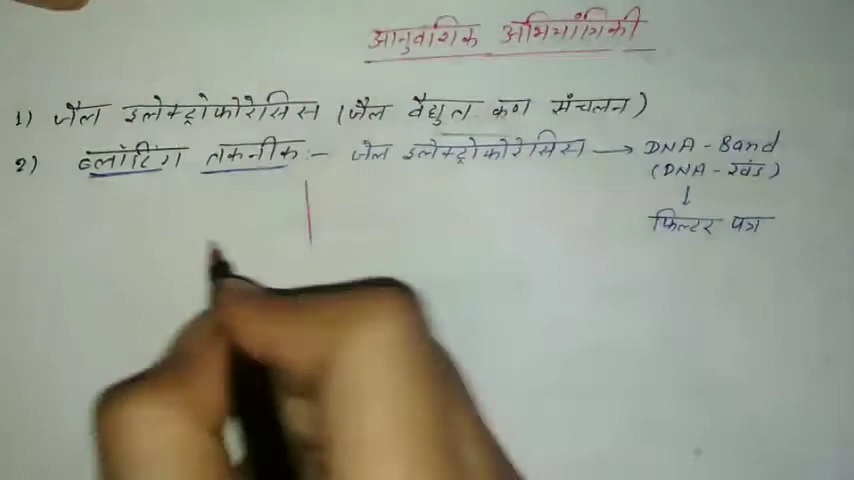 आनुवंशिक अभियांत्रिकी
1) जैल इलेक्ट्रोफोरेसिस (जैल वैद्युत कण संचलन)
2) ब्लॉटिंग तकनीक:- जेल इलेक्ट्रोफोरेसिस → DNA - Band
(DNA - खंड)
↓
फिल्टर पत्र